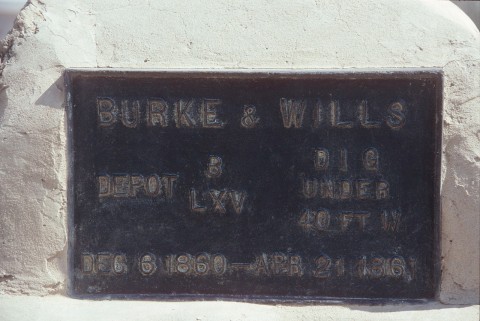 BURKE & WILLS
DEPOT B LXV
DIG
UNDER
40 FT W
DEC 6 1860 — APR 21 1861